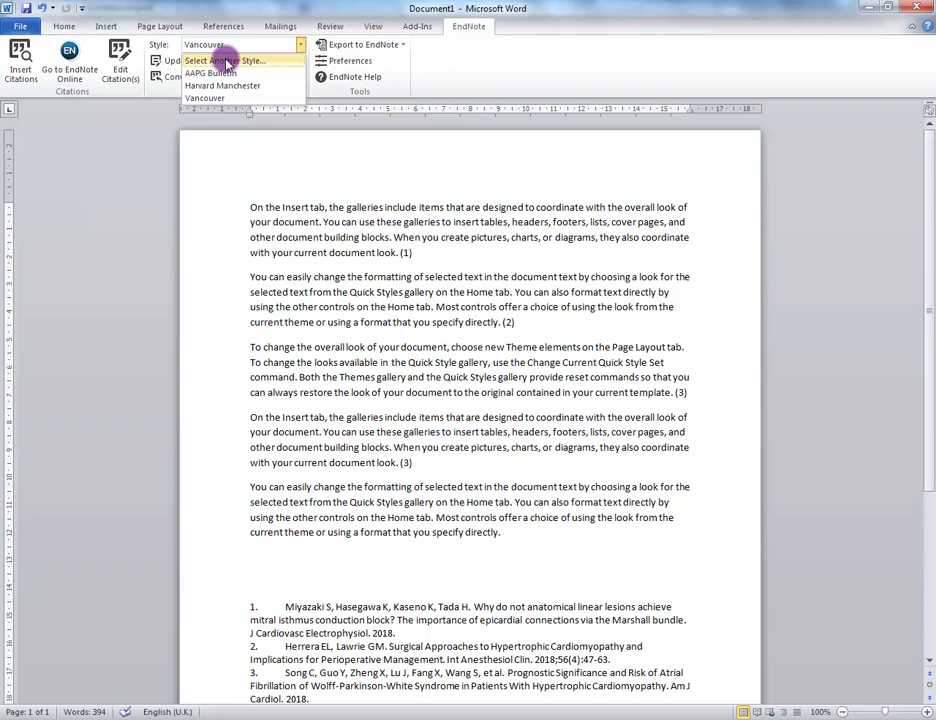 Document1 - Microsoft Word
File Home Insert Page Layout References Mailings Review View Add-Ins EndNote
Insert Citations
Go to EndNote Online
Edit Citation(s)
Citations
Style: Vancouver
Select Another Style...
AAPG Bulletin
Harvard Manchester
Vancouver
Export to EndNote
Preferences
EndNote Help
Tools
On the Insert tab, the galleries include items that are designed to coordinate with the overall look of
your document. You can use these galleries to insert tables, headers, footers, lists, cover pages, and
other document building blocks. When you create pictures, charts, or diagrams, they also coordinate
with your current document look. (1)
You can easily change the formatting of selected text in the document text by choosing a look for the
selected text from the Quick Styles gallery on the Home tab. You can also format text directly by
using the other controls on the Home tab. Most controls offer a choice of using the look from the
current theme or using a format that you specify directly. (2)
To change the overall look of your document, choose new Theme elements on the Page Layout tab.
To change the looks available in the Quick Style gallery, use the Change Current Quick Style Set
command. Both the Themes gallery and the Quick Styles gallery provide reset commands so that you
can always restore the look of your document to the original contained in your current template. (3)
On the Insert tab, the galleries include items that are designed to coordinate with the overall look of
your document. You can use these galleries to insert tables, headers, footers, lists, cover pages, and
other document building blocks. When you create pictures, charts, or diagrams, they also coordinate
with your current document look. (3)
You can easily change the formatting of selected text in the document text by choosing a look for the
selected text from the Quick Styles gallery on the Home tab. You can also format text directly by
using the other controls on the Home tab. Most controls offer a choice of using the look from the
current theme or using a format that you specify directly.
1. Miyazaki S, Hasegawa K, Kaseno K, Tada H. Why do not anatomical linear lesions achieve
mitral isthmus conduction block? The importance of epicardial connections via the Marshall bundle.
J Cardiovasc Electrophysiol. 2018.
2. Herrera EL, Lawrie GM. Surgical Approaches to Hypertrophic Cardiomyopathy and
Implications for Perioperative Management. Int Anesthesiol Clin. 2018;56(4):47-63.
3. Song C, Guo Y, Zheng X, Lu J, Fang X, Wang S, et al. Prognostic Significance and Risk of Atrial
Fibrillation of Wolff-Parkinson-White Syndrome in Patients With Hypertrophic Cardiomyopathy. Am J
Cardiol. 2018.
Page: 1 of 1 Words: 394 English (U.K.) 100%